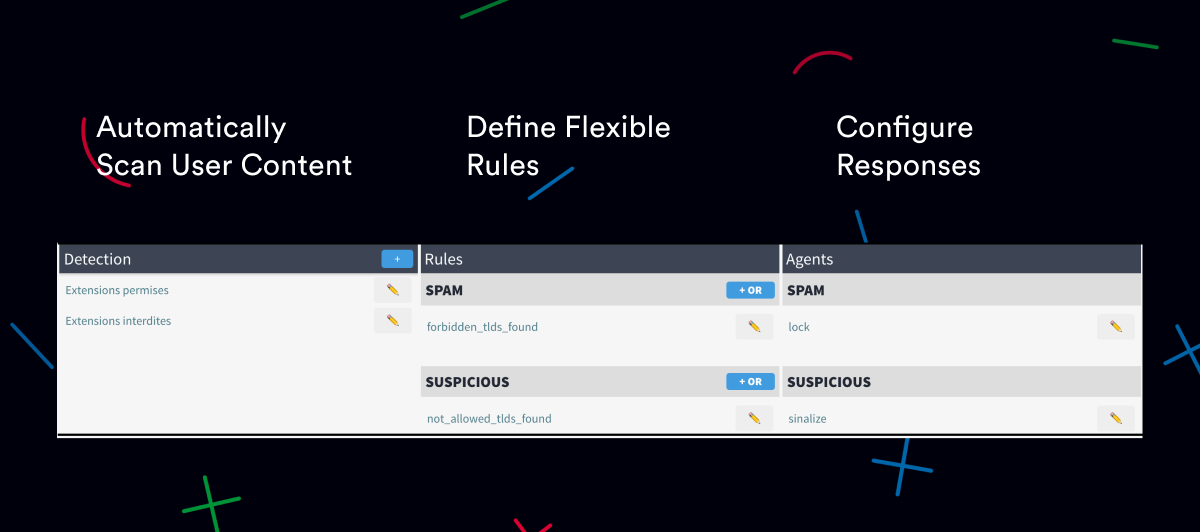 Automatically
Scan User Content
Define Flexible
Rules
Configure
Responses
Detection +
Extensions permises
Extensions interdites
Rules
SPAM + OR
forbidden_tlds_found
SUSPICIOUS + OR
not_allowed_tlds_found
Agents
SPAM
lock
SUSPICIOUS
sinalize